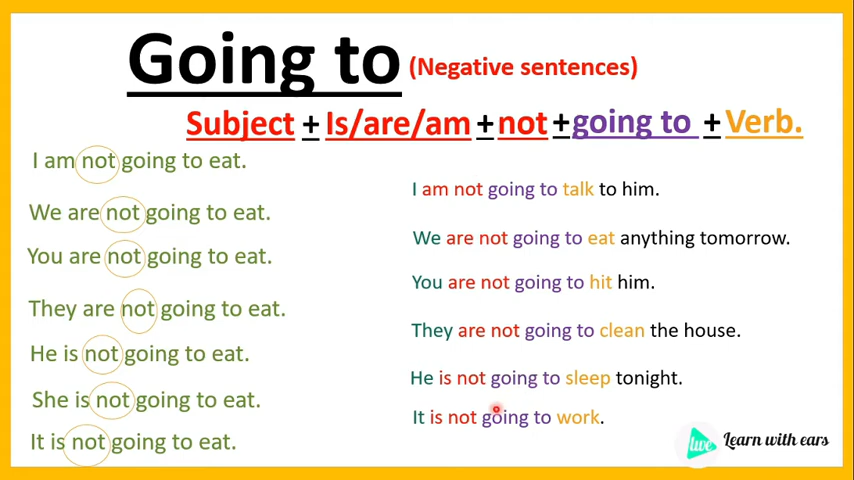 Going to (Negative sentences)
Subject + Is/are/am + not + going to + Verb.
I am not going to eat.
We are not going to eat.
You are not going to eat.
They are not going to eat.
He is not going to eat.
She is not going to eat.
It is not going to eat.
I am not going to talk to him.
We are not going to eat anything tomorrow.
You are not going to hit him.
They are not going to clean the house.
He is not going to sleep tonight.
It is not going to work.
live Learn with ears